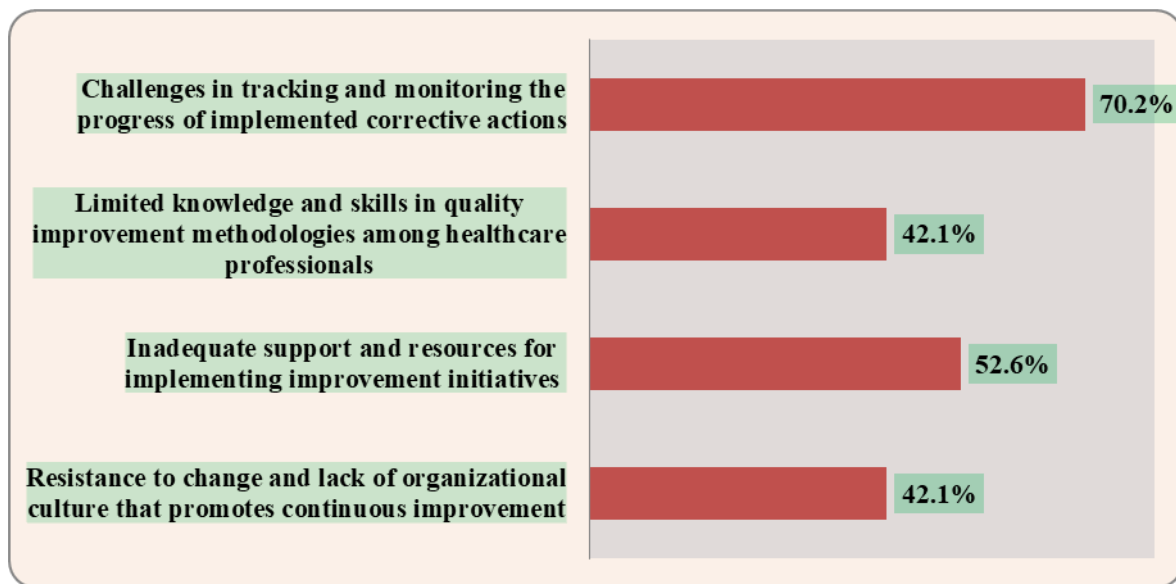 Challenges in tracking and monitoring the
progress of implemented corrective actions
70.2%
Limited knowledge and skills in quality
improvement methodologies among healthcare
professionals
42.1%
Inadequate support and resources for
implementing improvement initiatives
52.6%
Resistance to change and lack of organizational
culture that promotes continuous improvement
42.1%